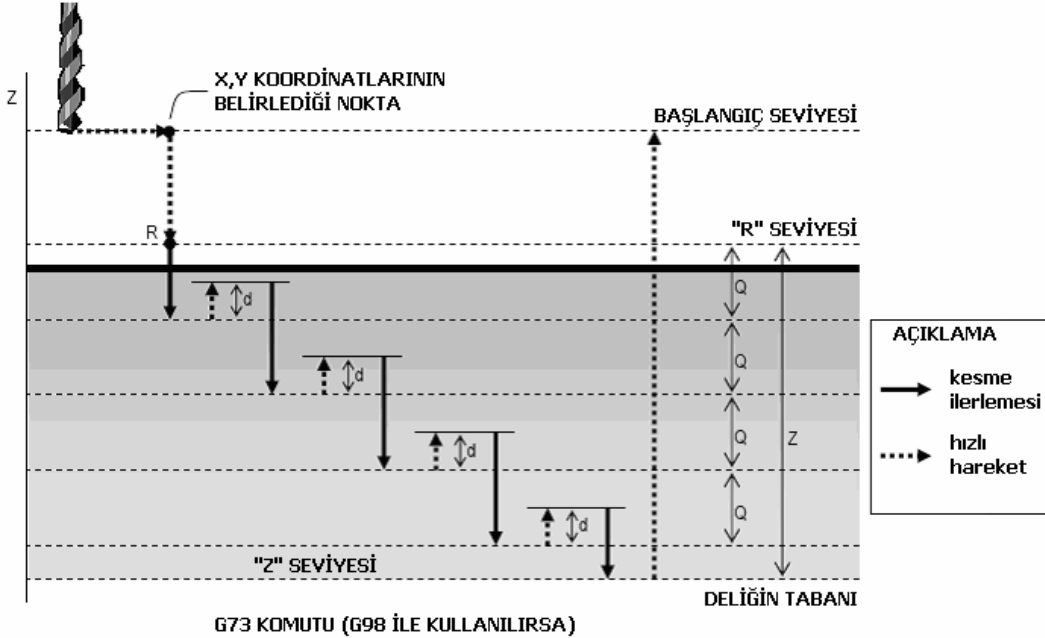 Z
X,Y KOORDİNATLARININ
BELİRLEDİĞİ NOKTA
BAŞLANGIÇ SEVİYESİ
R
"R" SEVİYESİ
d
Q
d
Q
d
Q
Z
d
Q
AÇIKLAMA
kesme
ilerlemesi
hızlı
hareket
"Z" SEVİYESİ
DELİĞİN TABANI
G73 KOMUTU (G98 İLE KULLANILIRSA)